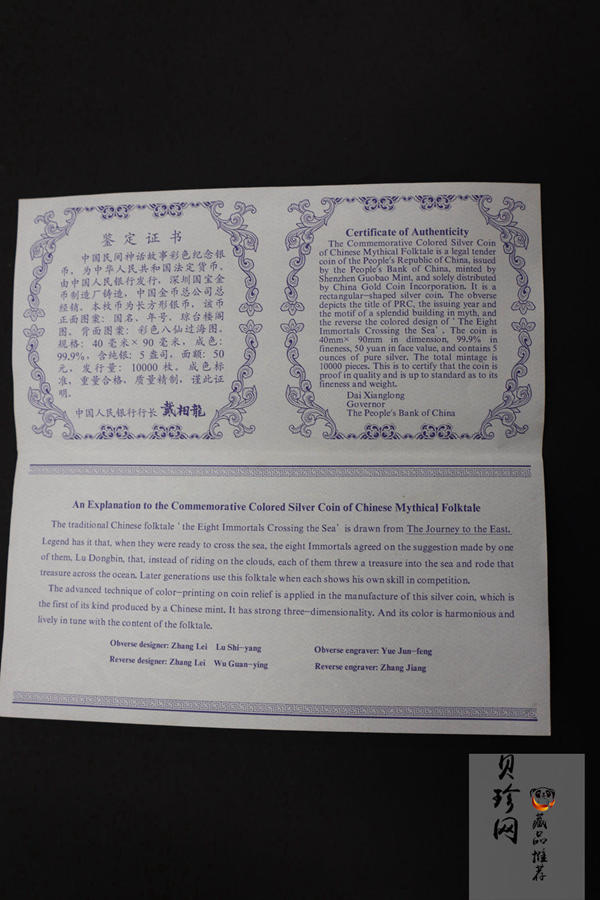 鉴定证书
中国民间神话故事彩色纪念银
币，为中华人民共和国法定货币。
由中国人民银行发行，深圳国宝金
币制造厂铸造，中国金币总公司总
经销。本枚币为长方形银币，该币
正面图案：国名、年号、琼台楼阁
图，背面图案：彩色八仙过海图。
规格：40毫米×90毫米，成色：
99.9%，含纯银：5盎司，面额：50
元，发行量：10000枚。成色标
准，重量合格，质量精制，谨此证
明。
中国人民银行行长 戴相龍
Certificate of Authenticity
The Commemorative Colored Silver Coin
of Chinese Mythical Folktale is a legal tender
coin of the People's Republic of China, issued
by the People's Bank of China, minted by
Shenzhen Guobao Mint, and solely distributed
by China Gold Coin Incorporation. It is a
rectangular-shaped silver coin. The obverse
depicts the title of PRC, the issuing year and
the motif of a splendid building in myth, and
the reverse the colored design of 'The Eight
Immortals Crossing the Sea'. The coin is
40mm× 90mm in dimension, 99.9% in
fineness, 50 yuan in face value, and contains 5
ounces of pure silver. The total mintage is
10000 pieces. This is to certify that the coin is
proof in quality and is up to standard as to its
fineness and weight.
Dai Xianglong
Governor
The People's Bank of China
An Explanation to the Commemorative Colored Silver Coin of Chinese Mythical Folktale
The traditional Chinese folktale 'the Eight Immortals Crossing the Sea' is drawn from The Journey to the East.
Legend has it that, when they were ready to cross the sea, the eight Immortals agreed on the suggestion made by one
of them, Lu Dongbin, that, instead of riding on the clouds, each of them threw a treasure into the sea and rode that
treasure across the ocean. Later generations use this folktale when each shows his own skill in competition.
The advanced technique of color-printing on coin relief is applied in the manufacture of this silver coin, which is
the first of its kind produced by a Chinese mint. It has strong three-dimensionality. And its color is harmonious and
lively in tune with the content of the folktale.
Obverse designer: Zhang Lei Lu Shi-yang
Obverse engraver: Yue Jun-feng
Reverse designer: Zhang Lei Wu Guan-ying
Reverse engraver: Zhang Jiang
贝珍网
藏品推荐